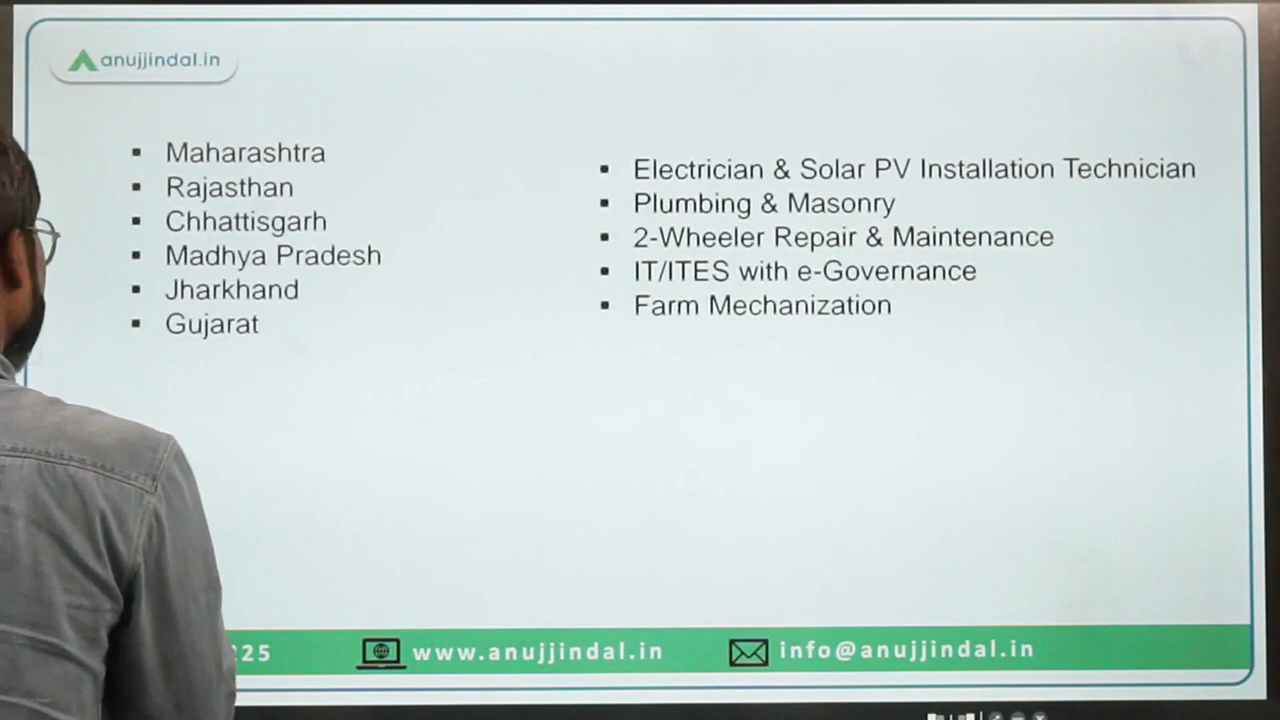 anujjindal.in
Maharashtra
Rajasthan
Chhattisgarh
Madhya Pradesh
Jharkhand
Gujarat
Electrician & Solar PV Installation Technician
Plumbing & Masonry
2-Wheeler Repair & Maintenance
IT/ITES with e-Governance
Farm Mechanization
25 www.anujjindal.in info@anujjindal.in